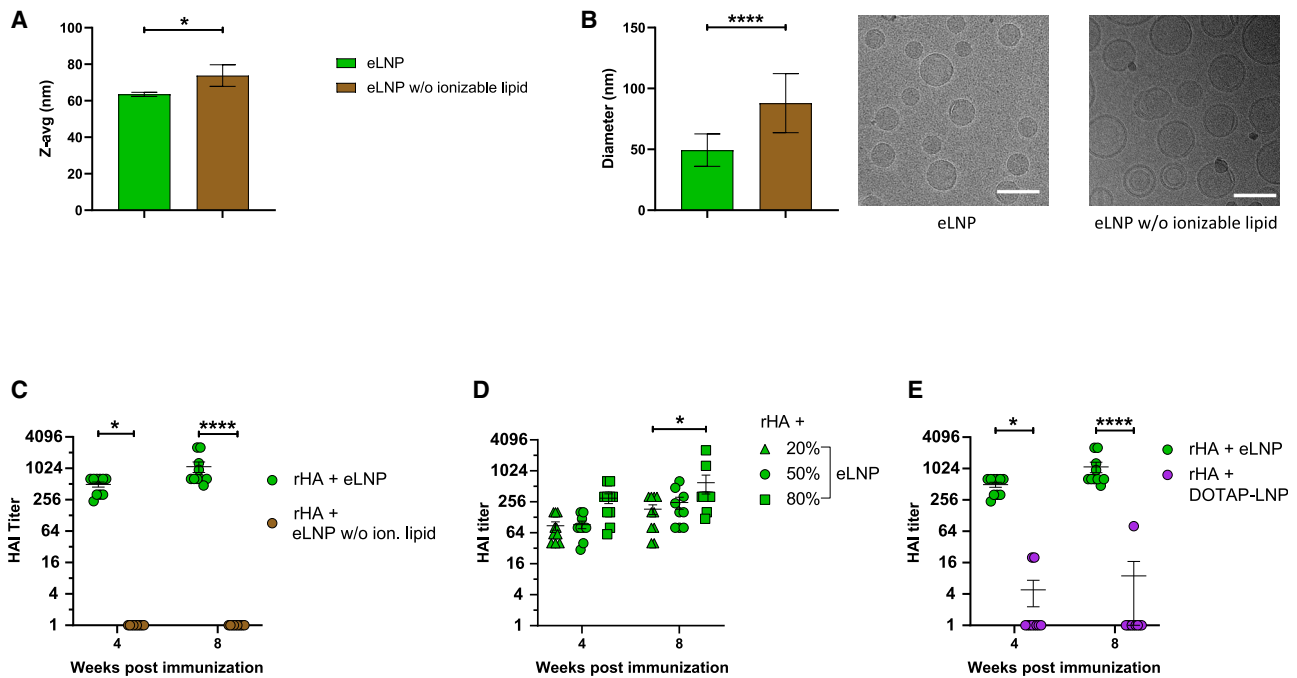 A
Z-avg (nm)
100
80
60
40
20
0
*
eLNP
eLNP w/o ionizable lipid
B
Diameter (nm)
150
100
50
0
****
eLNP
eLNP w/o ionizable lipid
C
HAI Titer
4096
1024
256
64
16
4
1
*
****
4
8
Weeks post immunization
rHA + eLNP
rHA +
eLNP w/o ion. lipid
D
HAI titer
4096
1024
256
64
16
4
1
*
4
8
Weeks post immunization
rHA +
20%
50%
80%
eLNP
E
HAI titer
4096
1024
256
64
16
4
1
*
****
4
8
Weeks post immunization
rHA + eLNP
rHA +
DOTAP-LNP